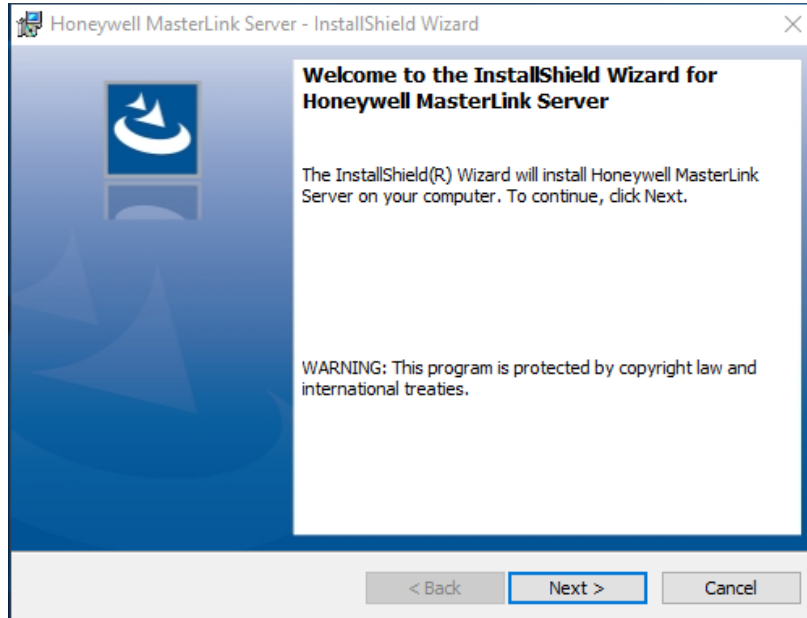 Honeywell MasterLink Server - InstallShield Wizard
Welcome to the InstallShield Wizard for
Honeywell MasterLink Server
The InstallShield(R) Wizard will install Honeywell MasterLink
Server on your computer. To continue, click Next.
WARNING: This program is protected by copyright law and
international treaties.
< Back
Next >
Cancel